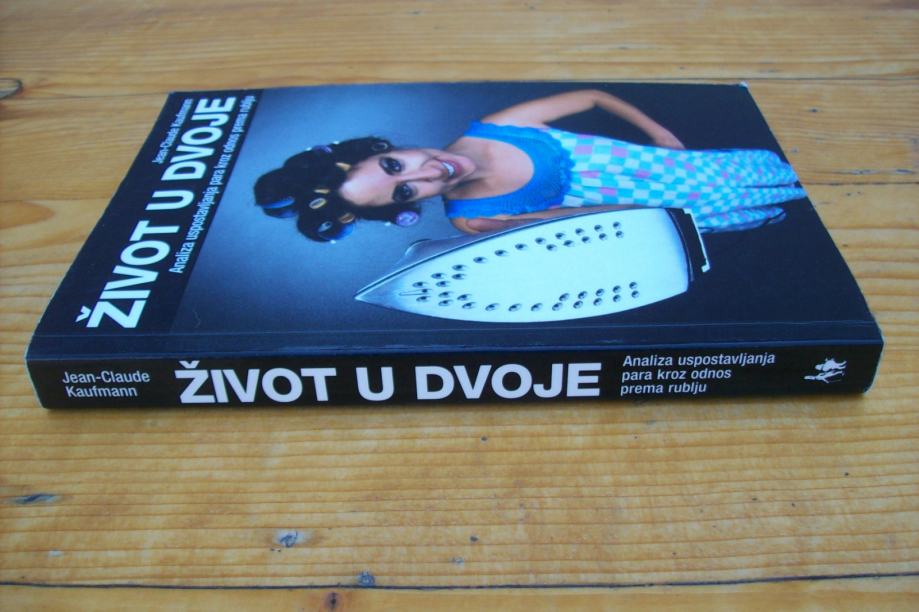 Jean-Claude Kaufmann
ŽIVOT U DVOJE
Analiza uspostavljanja para kroz odnos prema rublju
Jean-Claude
Kaufmann
ŽIVOT U DVOJE
Analiza uspostavljanja
para kroz odnos
prema rublju